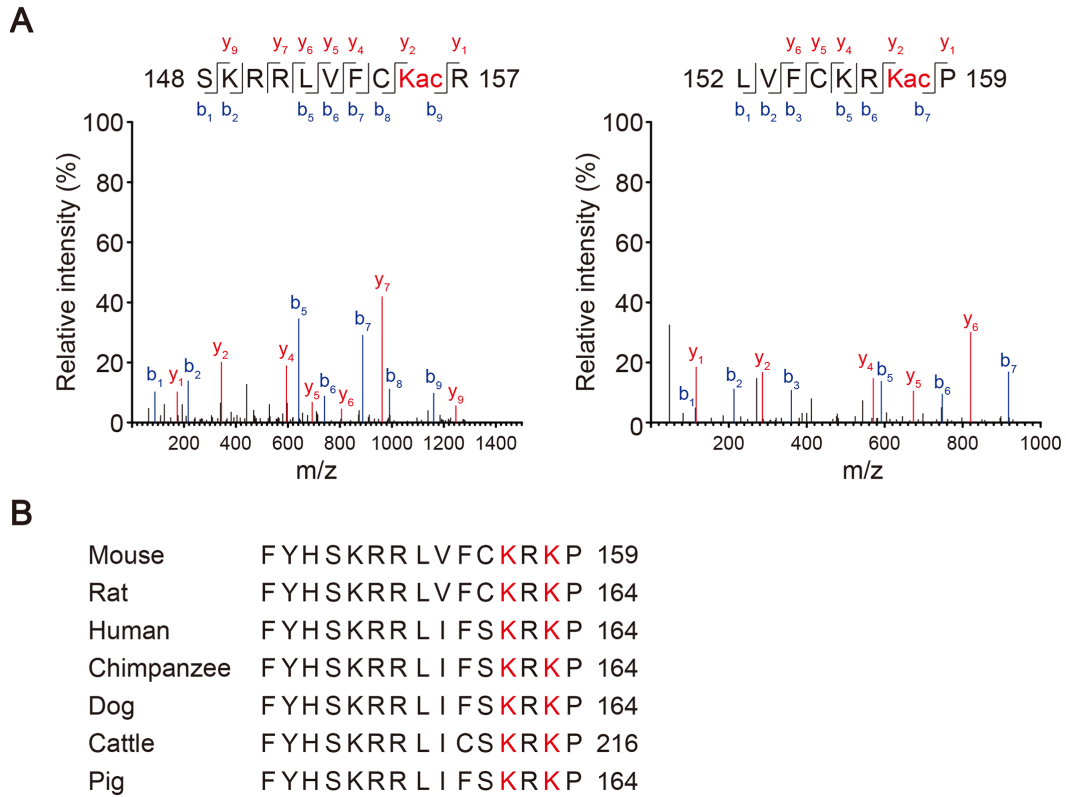 A
y9 y7 y6 y5 y4 y2 y1
148 S K R R L V F C Kac R 157
b1 b2 b5 b6 b7 b8 b9
y6 y5 y4 y2 y1
152 L V F C K R Kac P 159
b1 b2 b3 b5 b6 b7
Relative intensity (%)
100
80
60
40
20
0
b1 y1 b2 y2 y4 b5 y5 b6 y6 b7 y7 b8 b9 y9
200 400 600 800 1000 1200 1400
m/z
Relative intensity (%)
100
80
60
40
20
0
b1 y1 b2 y2 b3 y4 b5 y5 b6 y6 b7
200 400 600 800 1000
m/z
B
Mouse FYHSKRRLVFCKRKP 159
Rat FYHSKRRLVFCKRKP 164
Human FYHSKRRLIFSKRKP 164
Chimpanzee FYHSKRRLIFSKRKP 164
Dog FYHSKRRLIFSKRKP 164
Cattle FYHSKRRLICSKRKP 216
Pig FYHSKRRLIFSKRKP 164